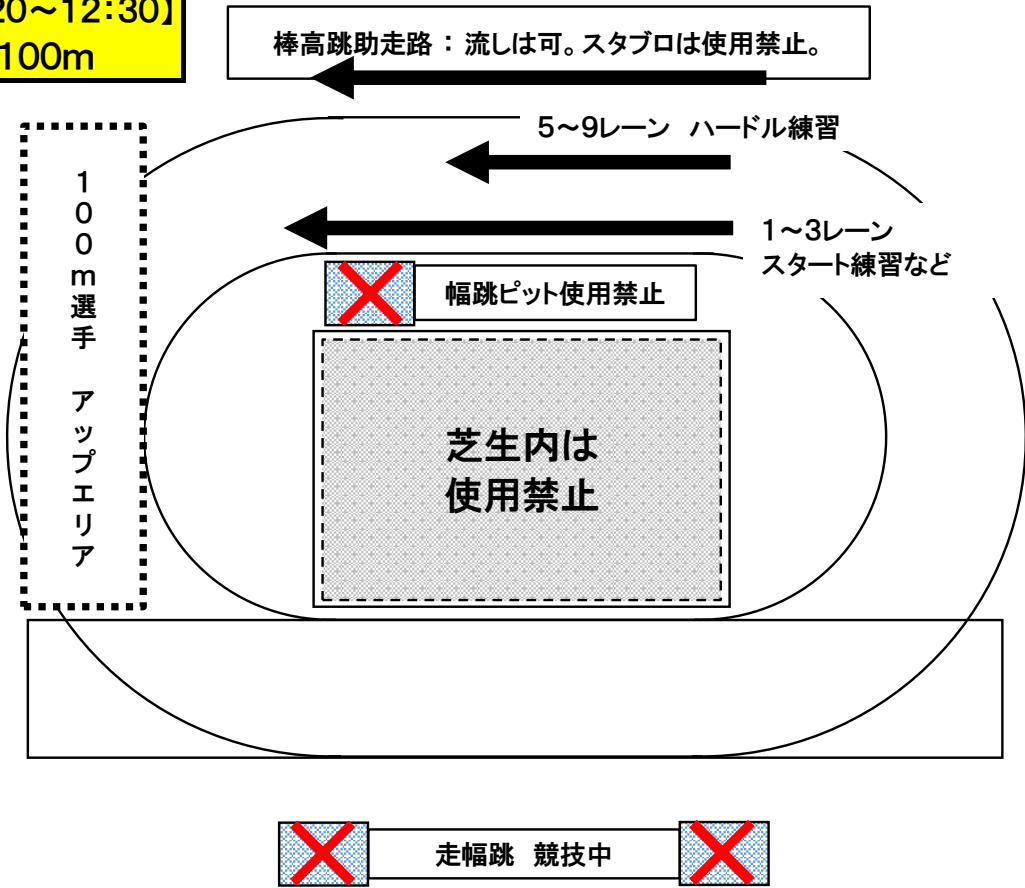 20～12：30】
100m
棒高跳助走路 ： 流しは可。スタブロは使用禁止。
5～9レーン　ハードル練習
1～3レーン
スタート練習など
100m選手　アップエリア
幅跳ピット使用禁止
芝生内は
使用禁止
走幅跳　競技中